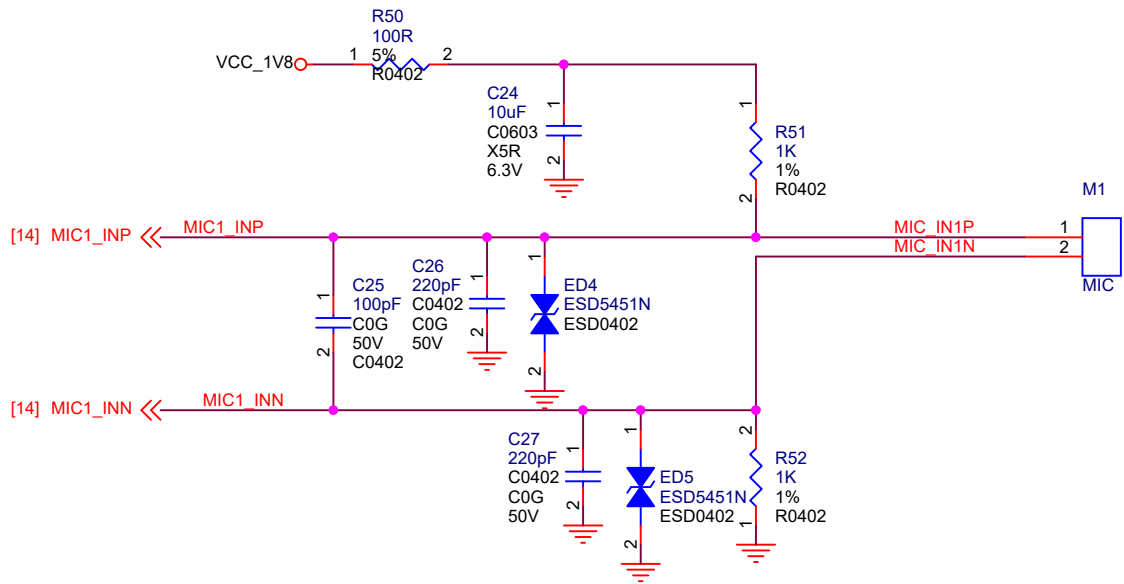 R50
100R
5%
R0402
1
2
VCC_1V8
C24
10uF
C0603
X5R
6.3V
1
2
1
R51
1K
1%
R0402
2
M1
[14] MIC1_INP
MIC1_INP
MIC_IN1P
1
MIC_IN1N
2
MIC
C25
100pF
C0G
50V
C0402
1
2
C26
220pF
C0402
C0G
50V
1
2
1
ED4
ESD5451N
ESD0402
2
[14] MIC1_INN
MIC1_INN
C27
220pF
C0402
C0G
50V
1
2
1
ED5
ESD5451N
ESD0402
2
2
R52
1K
1%
R0402
1